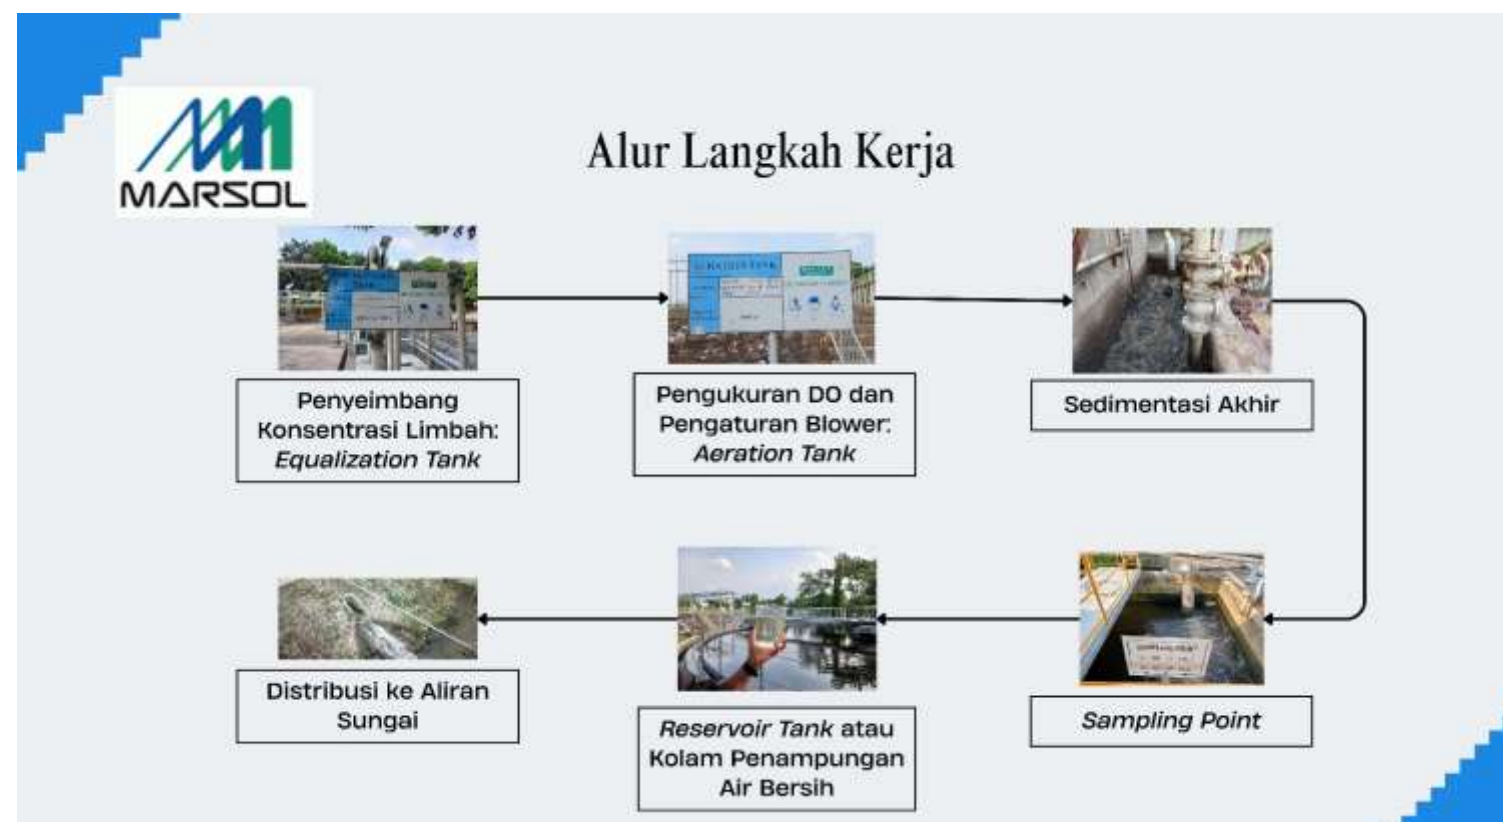 MARSOL
Alur Langkah Kerja
Penyeimbang
Konsentrasi Limbah:
Equalization Tank
Pengukuran DO dan
Pengaturan Blower:
Aeration Tank
Sedimentasi Akhir
Distribusi ke Aliran
Sungai
Reservoir Tank atau
Kolam Penampungan
Air Bersih
Sampling Point